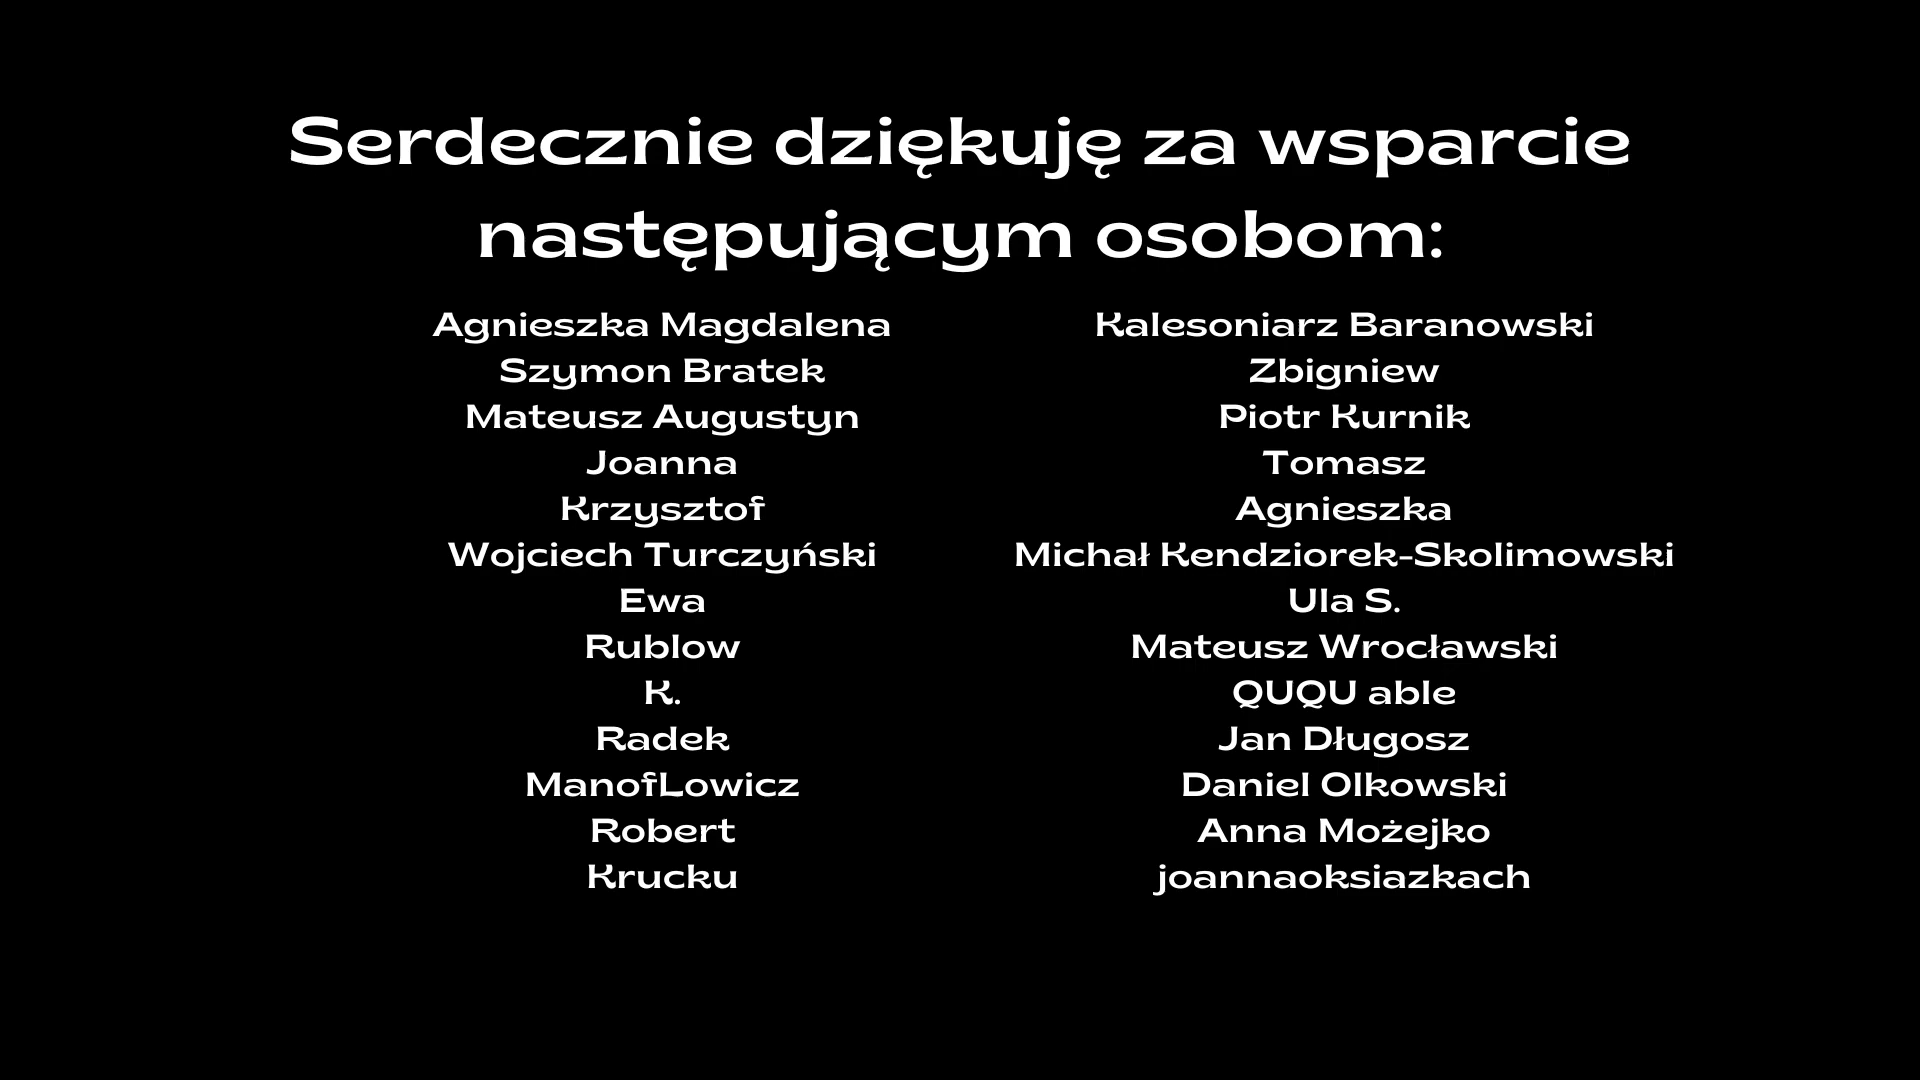 Serdecznie dziękuję za wsparcie
następującym osobom:
Agnieszka Magdalena
Szymon Bratek
Mateusz Augustyn
Joanna
Krzysztof
Wojciech Turczyński
Ewa
Rublow
K.
Radek
ManofLowicz
Robert
Krucku
Kalesoniarz Baranowski
Zbigniew
Piotr Kurnik
Tomasz
Agnieszka
Michał Kendziorek-Skolimowski
Ula S.
Mateusz Wrocławski
QUQU able
Jan Długosz
Daniel Olkowski
Anna Możejko
joannaoksiazkach